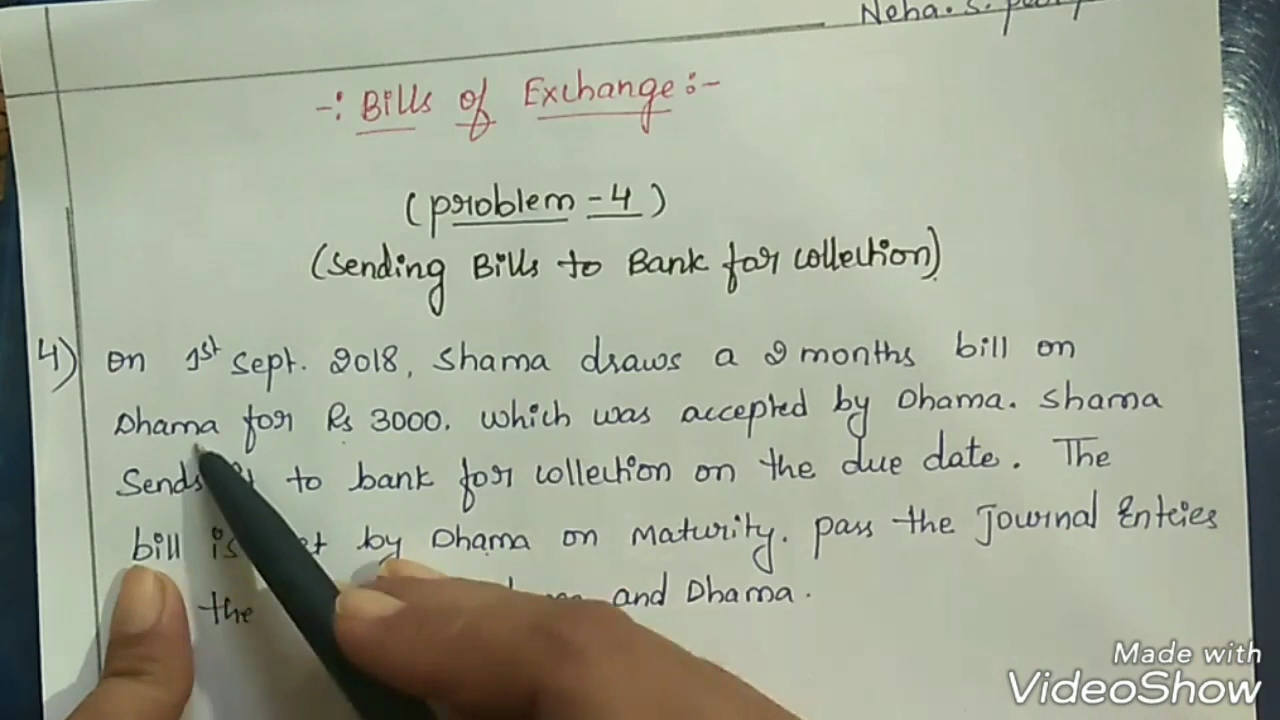 Neha. S.
-: Bills of Exchange :-
(problem - 4)
(Sending Bills to Bank for collection)
4) On 1st Sept. 2018, Shama draws a 2 months bill on
Dhama for Rs 3000. which was accepted by Dhama. Shama
Sends to bank for collection on the due date. The
bill is by Dhama on Maturity. pass the Journal Entries
the and Dhama.
Made with
VideoShow